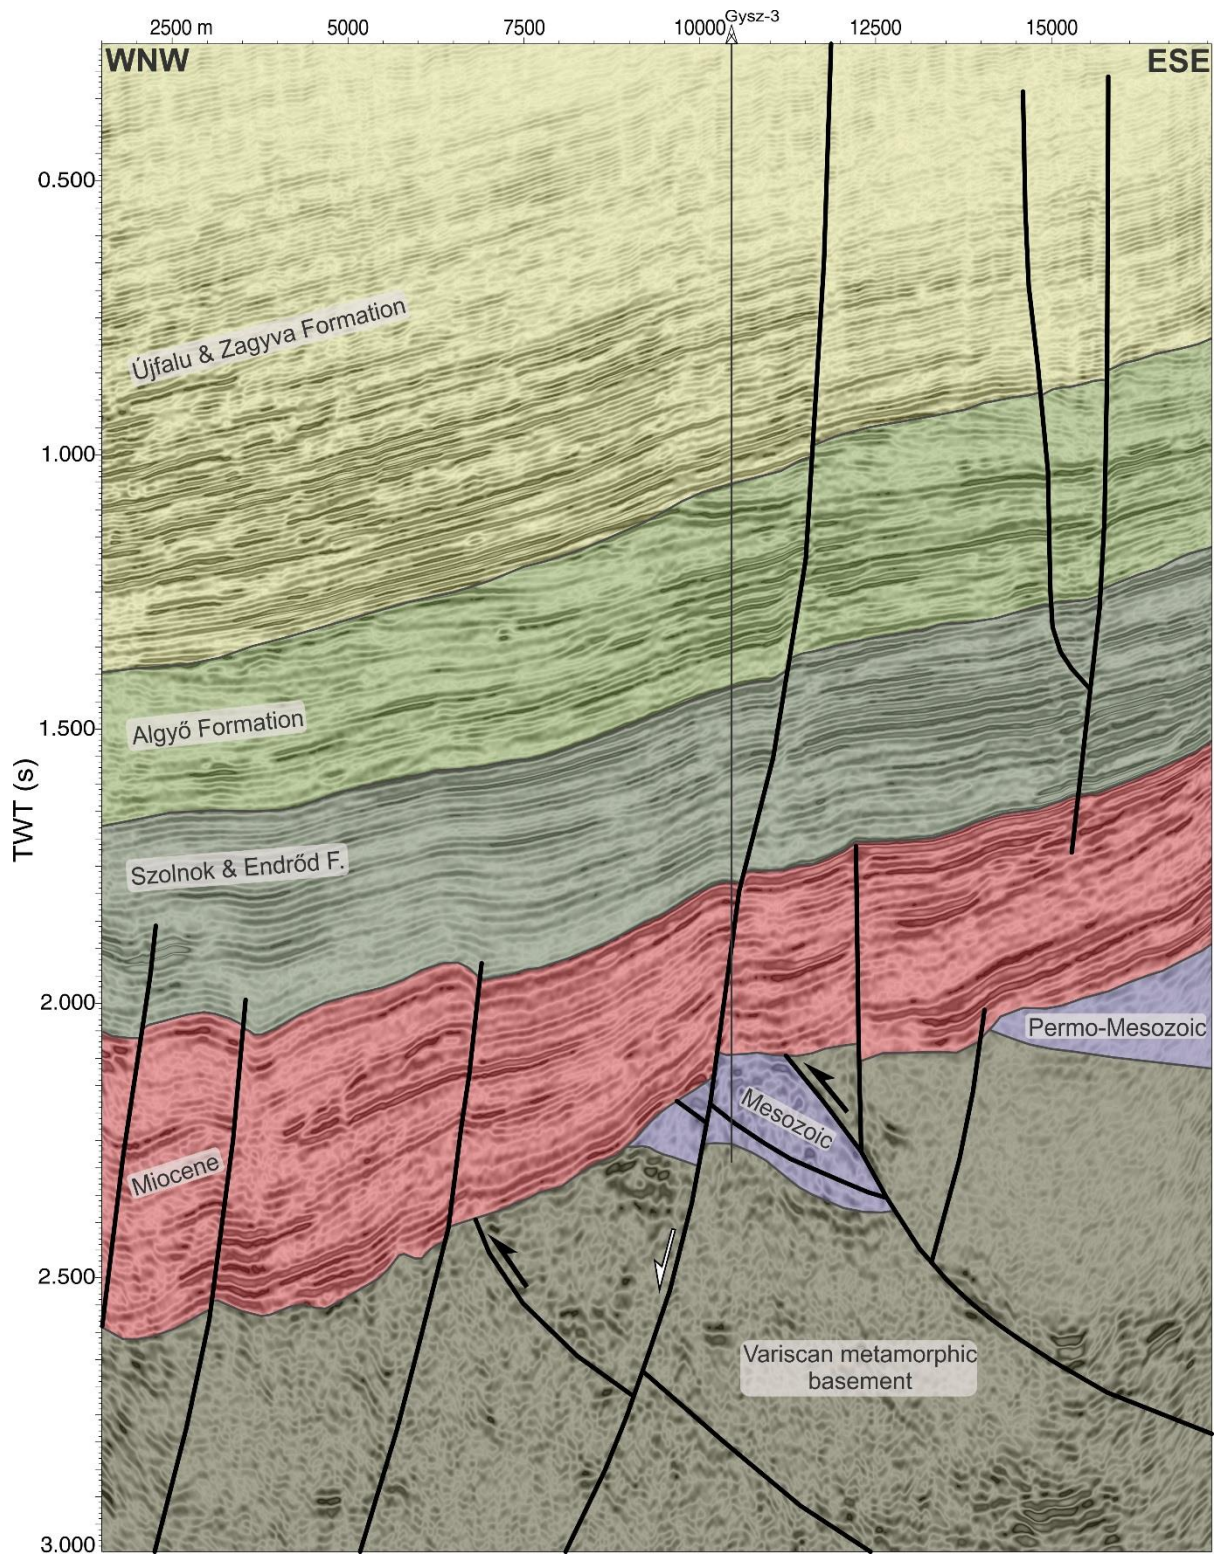 2500 m 5000 7500 10000 Gysz-3 12500 15000
WNW ESE
0.500
Újfalu & Zagyva Formation
1.000
Algyő Formation
1.500
TWT (s)
Szolnok & Endrőd F.
2.000
Permo-Mesozoic
Mesozoic
Miocene
2.500
Variscan metamorphic
basement
3.000